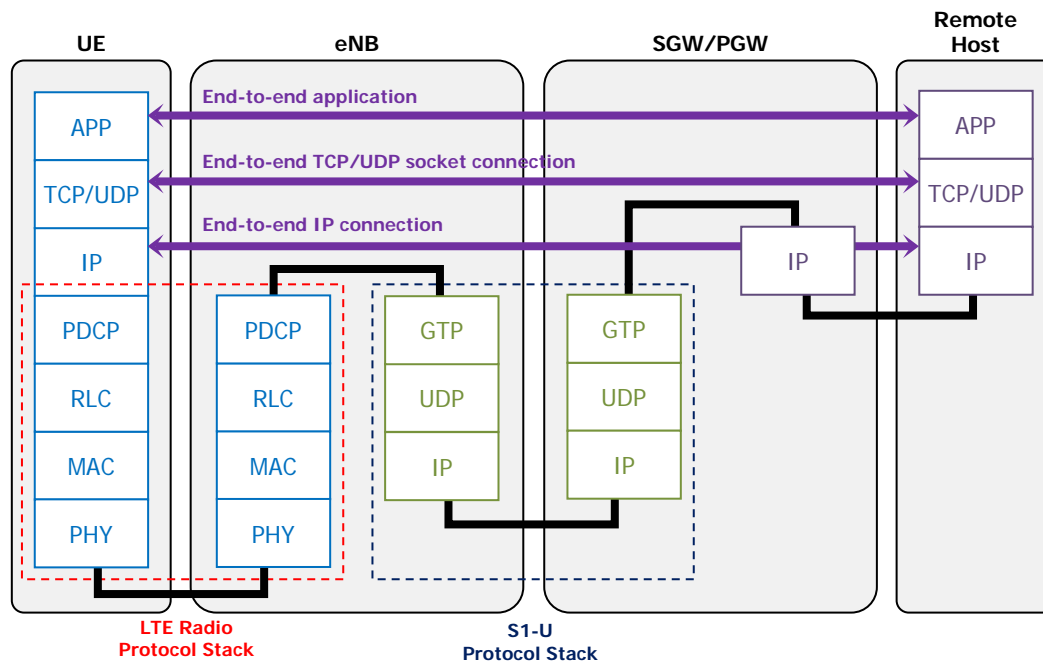 UE
eNB
SGW/PGW
Remote
Host
End-to-end application
APP
APP
End-to-end TCP/UDP socket connection
TCP/UDP
TCP/UDP
End-to-end IP connection
IP
IP
IP
PDCP
PDCP
GTP
GTP
RLC
RLC
UDP
UDP
MAC
MAC
IP
IP
PHY
PHY
LTE Radio
Protocol Stack
S1-U
Protocol Stack